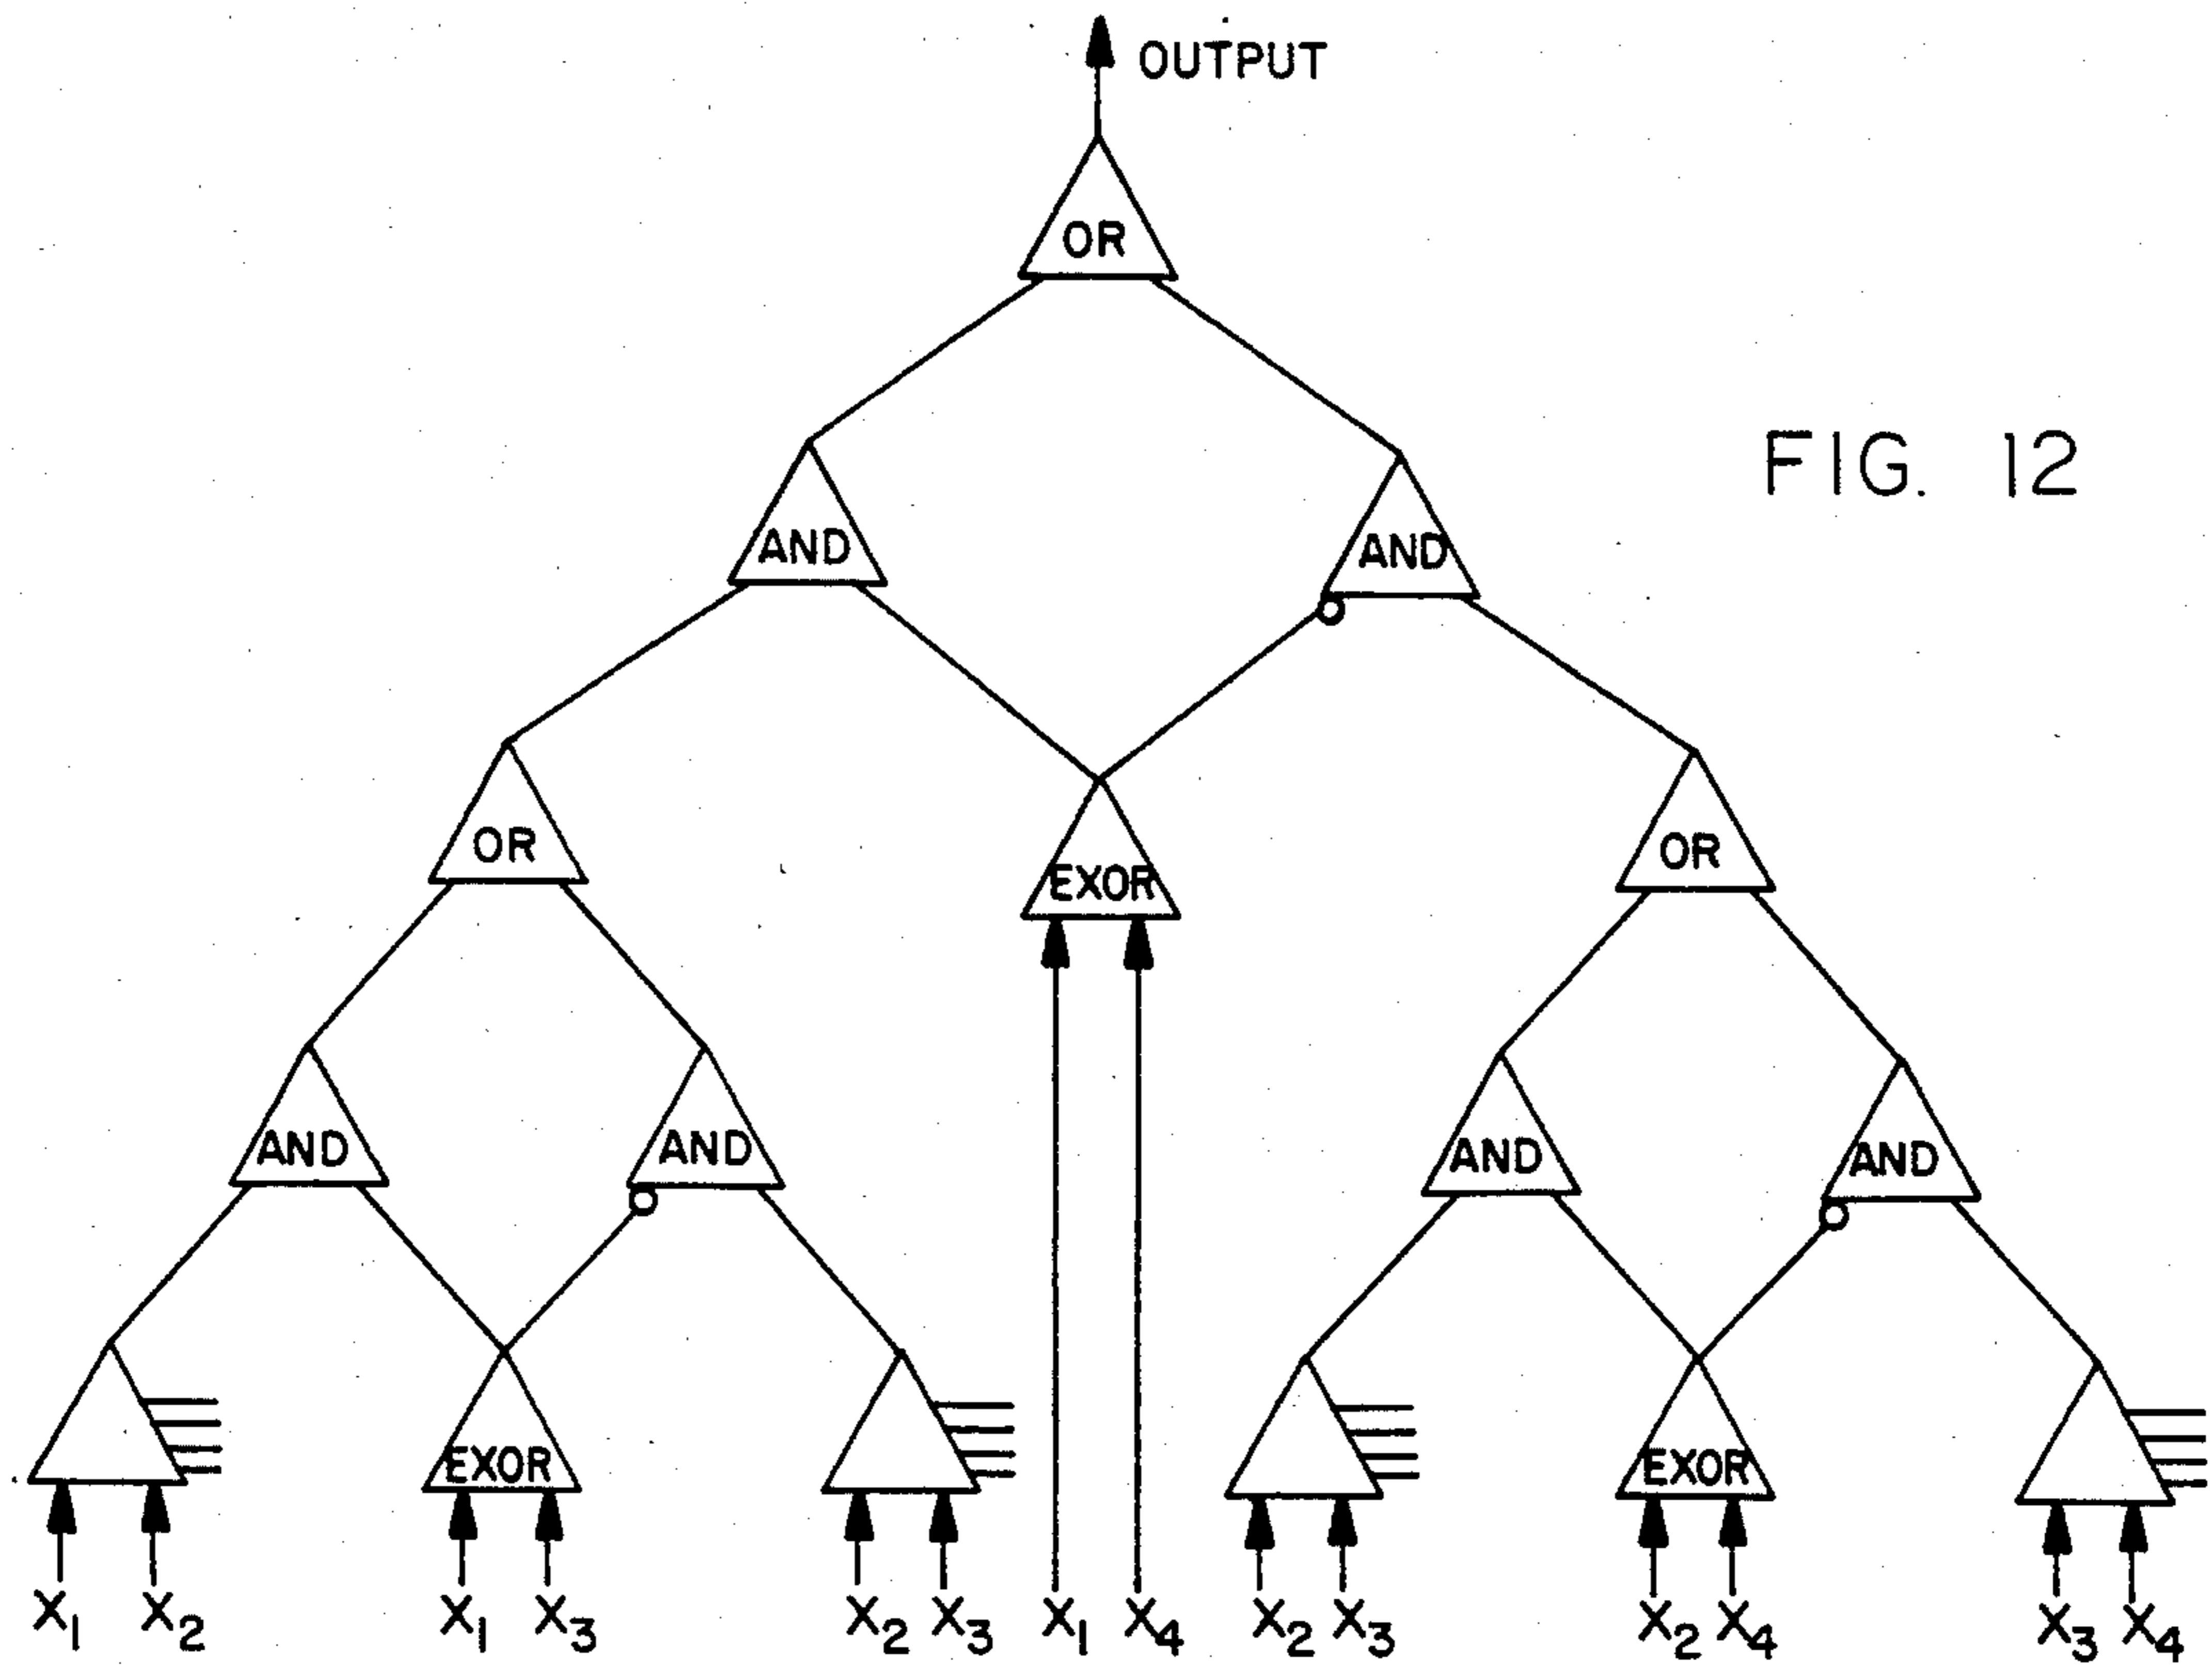 OUTPUT
OR
FIG. 12
AND AND
OR EXOR OR
AND AND AND AND
EXOR EXOR
X1 X2 X1 X3 X2 X3 X1 X4 X2 X3 X2 X4 X3 X4